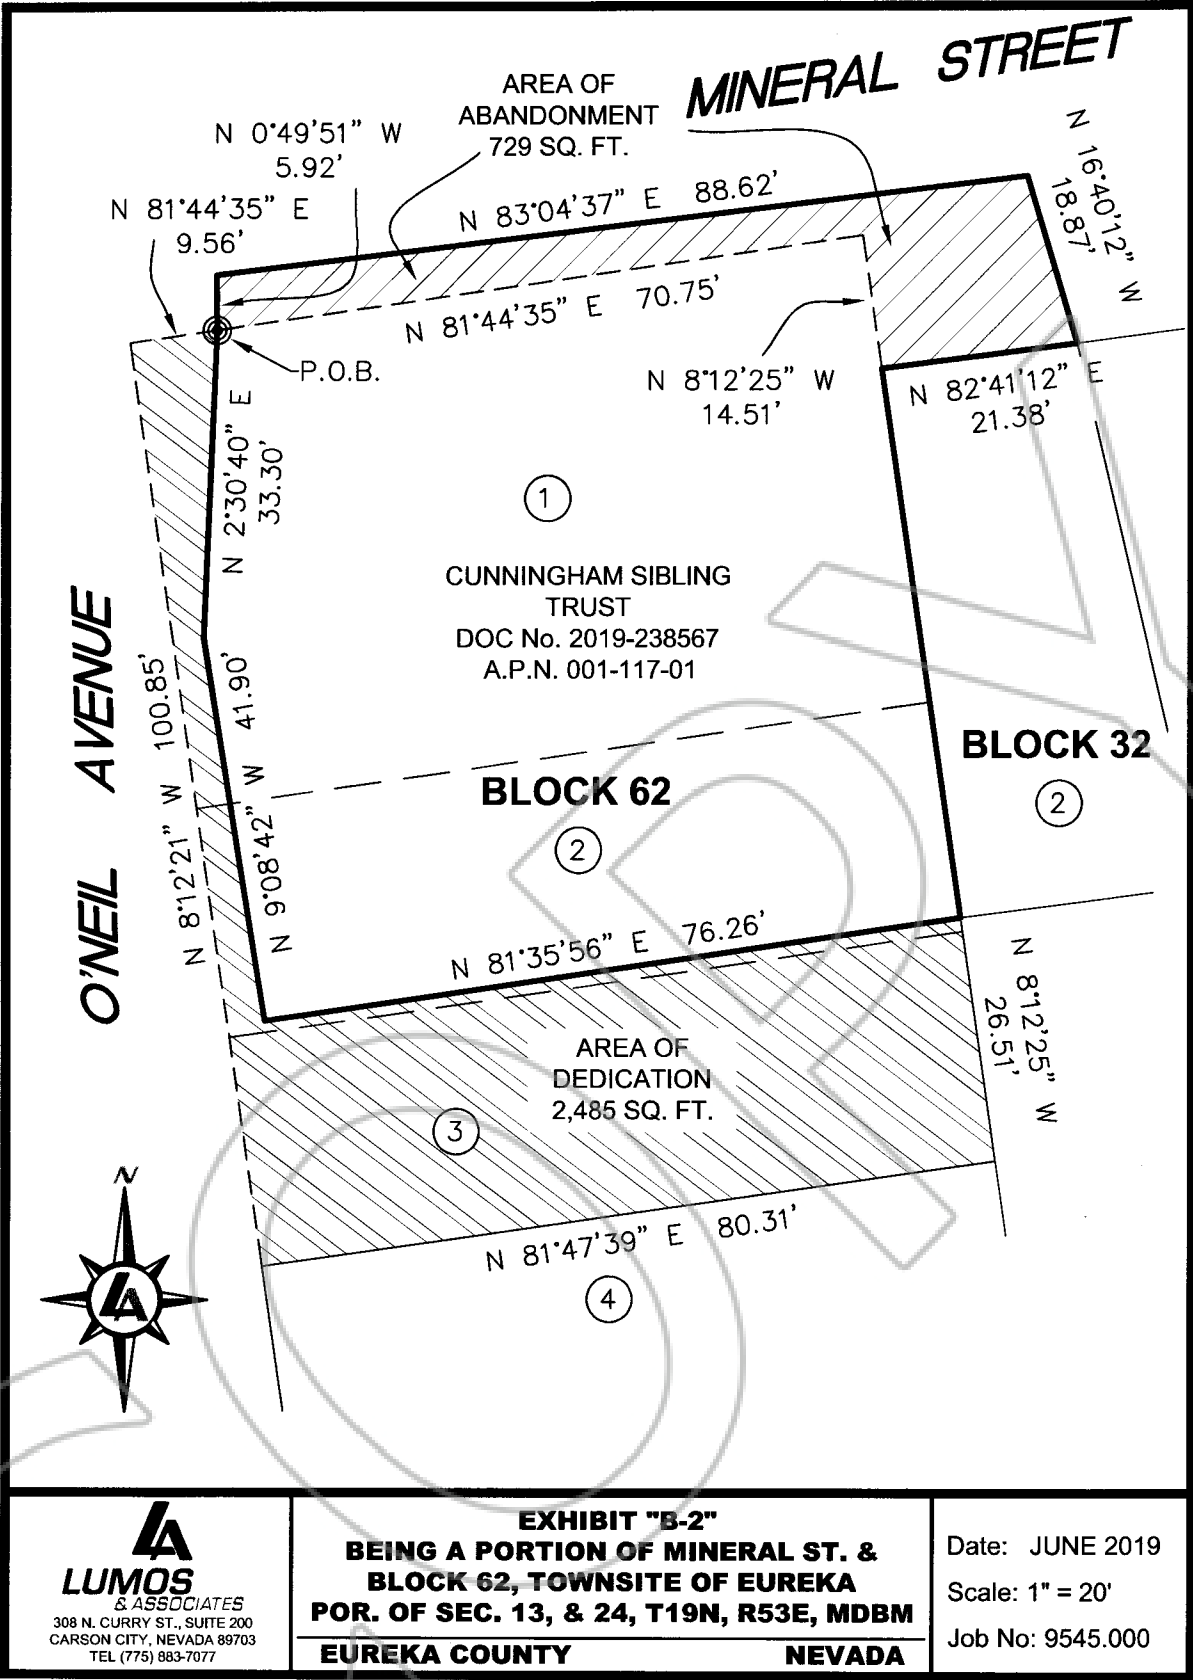 MINERAL STREET
AREA OF
ABANDONMENT
729 SQ. FT.
N 0°49'51" W
5.92'
N 81°44'35" E
9.56'
N 83°04'37" E 88.62'
N 16°40'12" W
18.87'
N 81°44'35" E 70.75'
P.O.B.
N 8°12'25" W
14.51'
N 82°41'12" E
21.38'
N 2°30'40" E
33.30'
1
CUNNINGHAM SIBLING
TRUST
DOC No. 2019-238567
A.P.N. 001-117-01
O'NEIL AVENUE
N 8°12'21" W 100.85'
N 9°08'42" W 41.90'
BLOCK 62
2
BLOCK 32
2
N 81°35'56" E 76.26'
N 8°12'25" W
26.51'
AREA OF
DEDICATION
2,485 SQ. FT.
3
N 81°47'39" E 80.31'
4
N
LA
COPY
LA
LUMOS
& ASSOCIATES
308 N. CURRY ST., SUITE 200
CARSON CITY, NEVADA 89703
TEL (775) 883-7077
EXHIBIT "B-2"
BEING A PORTION OF MINERAL ST. &
BLOCK 62, TOWNSITE OF EUREKA
POR. OF SEC. 13, & 24, T19N, R53E, MDBM
EUREKA COUNTY NEVADA
Date: JUNE 2019
Scale: 1" = 20'
Job No: 9545.000